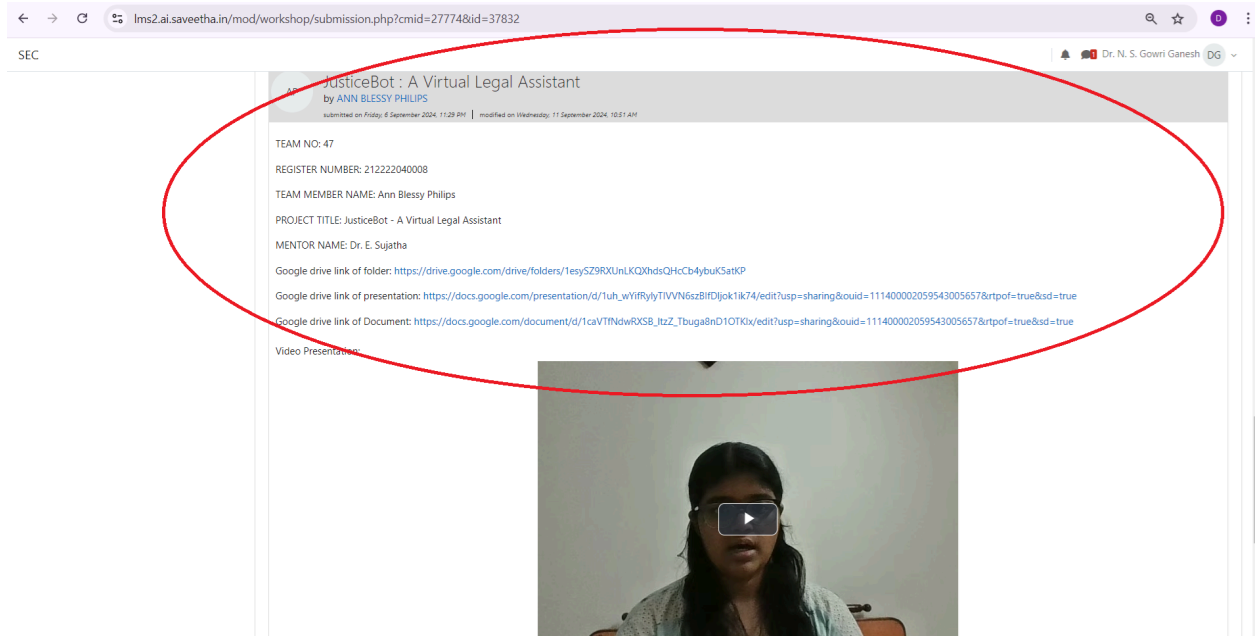 lms2.ai.saveetha.in/mod/workshop/submission.php?cmid=27774&id=37832
D
SEC
1
Dr. N. S. Gowri Ganesh DG
JusticeBot : A Virtual Legal Assistant
by ANN BLESSY PHILIPS
submitted on Friday, 6 September 2024, 11:29 PM | modified on Wednesday, 11 September 2024, 10:51 AM
TEAM NO: 47
REGISTER NUMBER: 212222040008
TEAM MEMBER NAME: Ann Blessy Philips
PROJECT TITLE: JusticeBot - A Virtual Legal Assistant
MENTOR NAME: Dr. E. Sujatha
Google drive link of folder: https://drive.google.com/drive/folders/1esySZ9RXUnLKQXhdsQHcCb4ybuK5atKP
Google drive link of presentation: https://docs.google.com/presentation/d/1uh_wYifRylyTlVVN6szBlfDljok1ik74/edit?usp=sharing&ouid=111400002059543005657&rtpof=true&sd=true
Google drive link of Document: https://docs.google.com/document/d/1caVTfNdwRXSB_ltzZ_Tbuga8nD1OTKlx/edit?usp=sharing&ouid=111400002059543005657&rtpof=true&sd=true
Video Presentation: